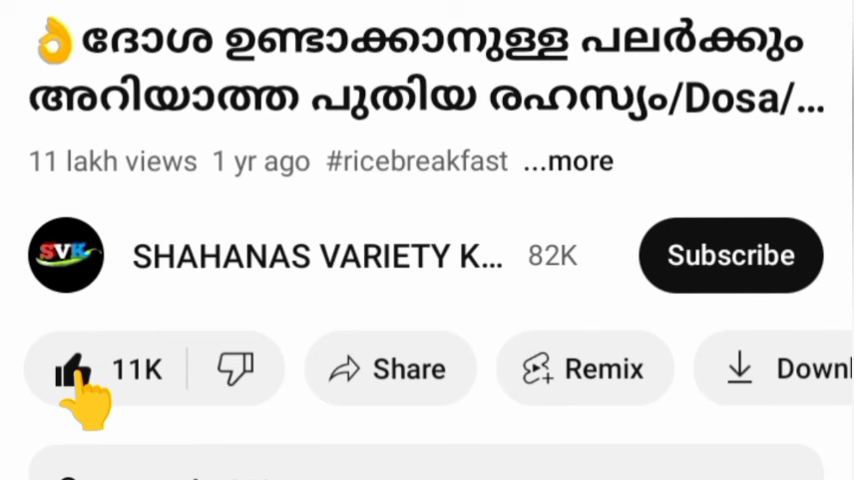 👌ദോശ ഉണ്ടാക്കാനുള്ള പലർക്കും
അറിയാത്ത പുതിയ രഹസ്യം/Dosa/...
11 lakh views 1 yr ago #ricebreakfast ...more
SVK SHAHANAS VARIETY K... 82K Subscribe
11K Share Remix Downl